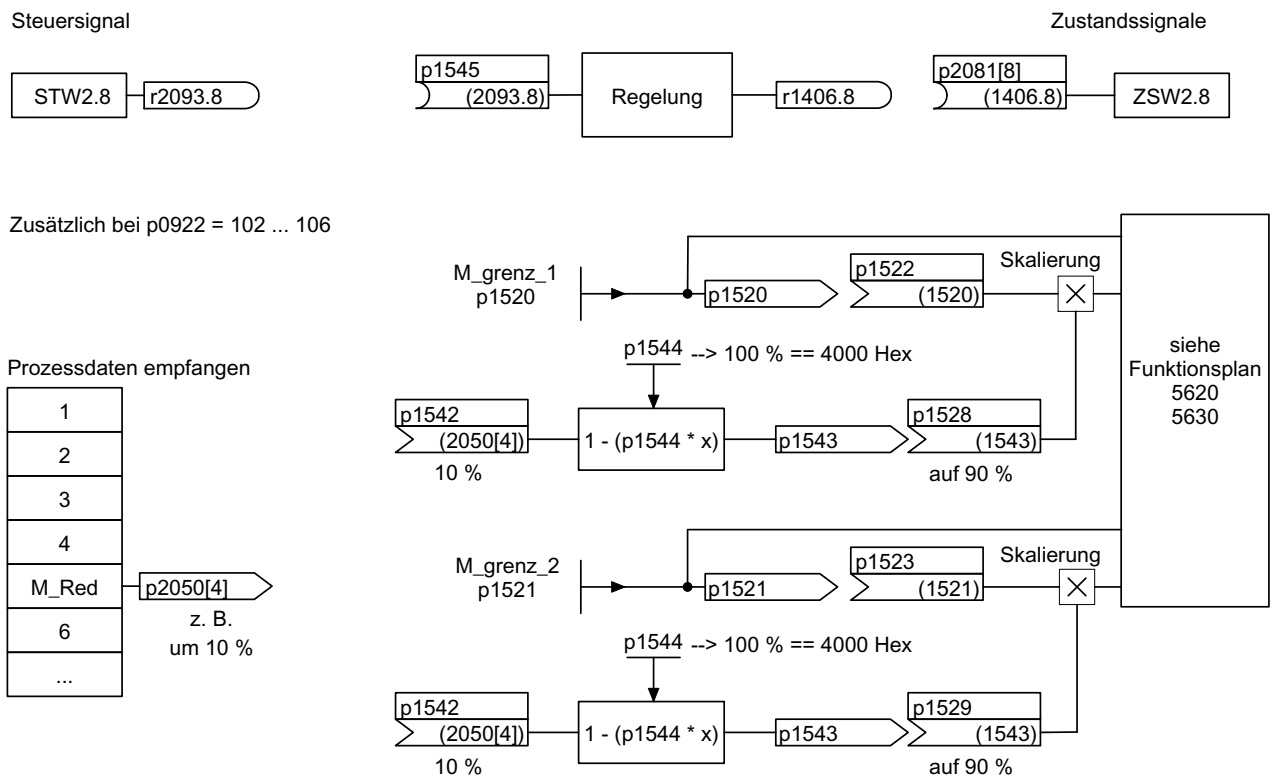 Steuersignal
Zustandssignale
STW2.8
r2093.8
p1545
(2093.8)
Regelung
r1406.8
p2081[8]
(1406.8)
ZSW2.8
Zusätzlich bei p0922 = 102 ... 106
M_grenz_1
p1520
p1520
p1522
(1520)
Skalierung
siehe
Funktionsplan
5620
5630
p1544 --> 100 % == 4000 Hex
p1542
(2050[4])
10 %
1 - (p1544 * x)
p1543
p1528
(1543)
auf 90 %
Prozessdaten empfangen
1
2
3
4
M_Red
6
...
p2050[4]
z. B.
um 10 %
M_grenz_2
p1521
p1521
p1523
(1521)
Skalierung
p1544 --> 100 % == 4000 Hex
p1542
(2050[4])
10 %
1 - (p1544 * x)
p1543
p1529
(1543)
auf 90 %